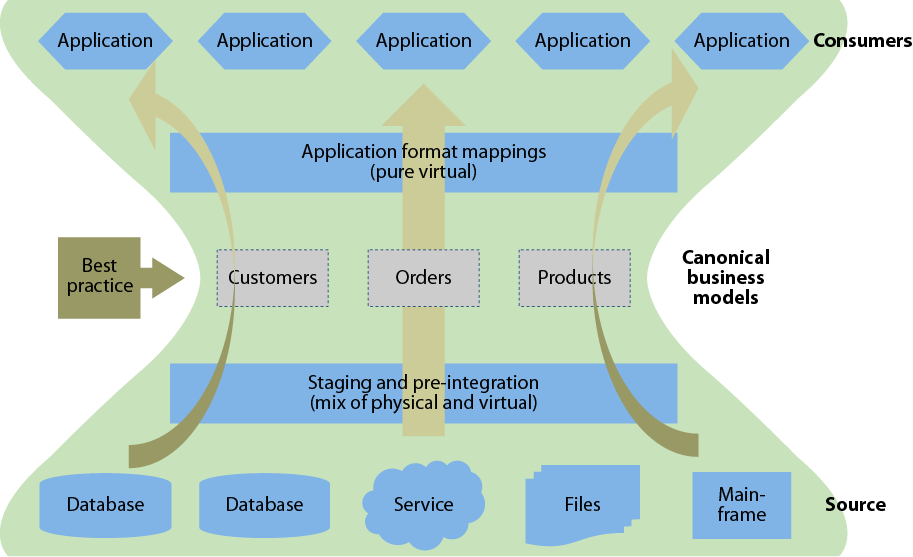 Application
Application
Application
Application
Application
Consumers
Application format mappings
(pure virtual)
Best
practice
Customers
Orders
Products
Canonical
business
models
Staging and pre-integration
(mix of physical and virtual)
Database
Database
Service
Files
Main-
frame
Source